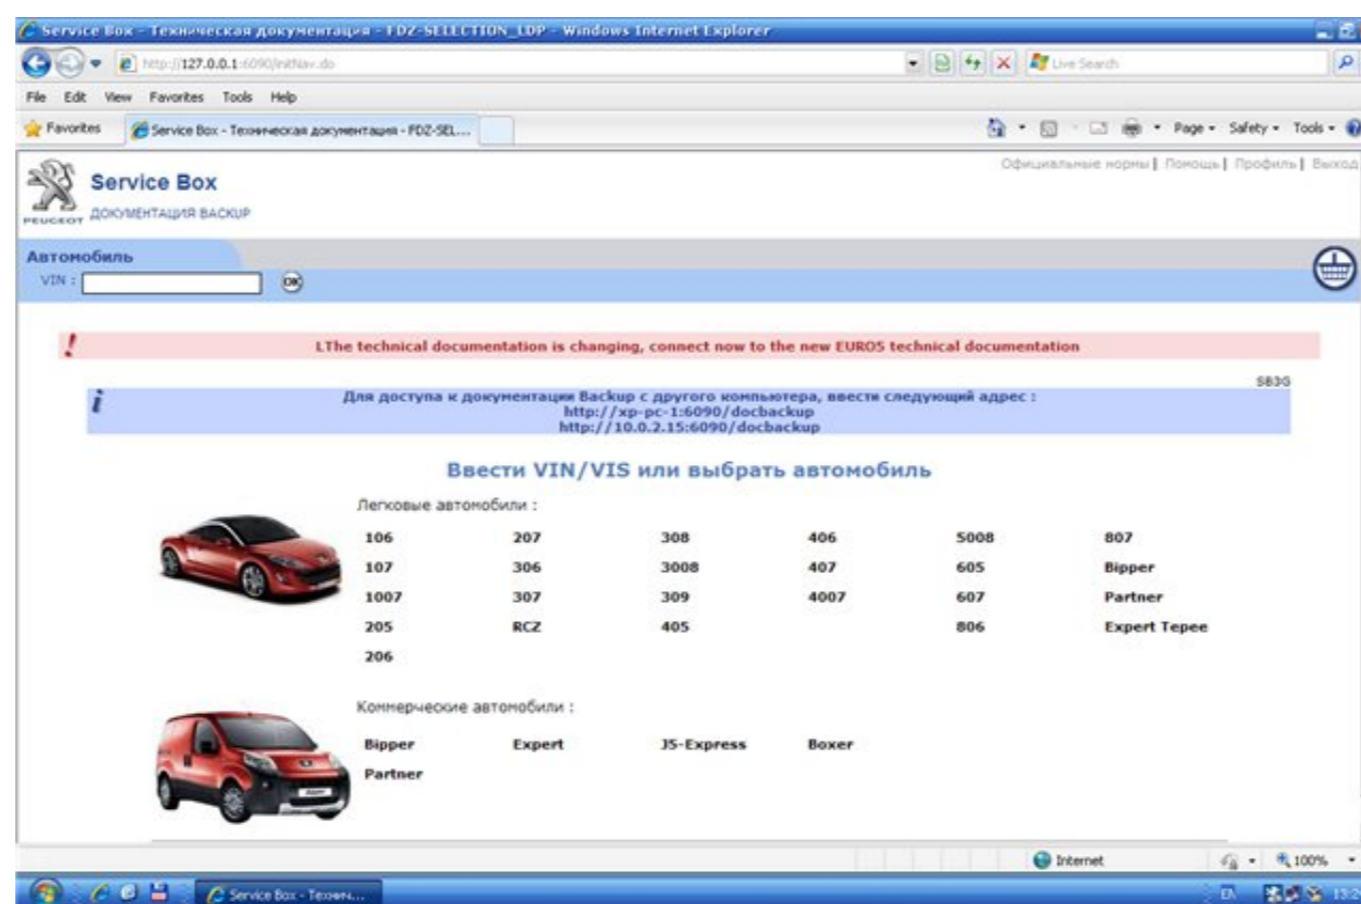 Service Box - Техническая документация - FDZ-SELECTION_LDP - Windows Internet Explorer
http://127.0.0.1:6090/initNav.do
Live Search
File Edit View Favorites Tools Help
Favorites Service Box - Техническая документация - FDZ-SEL... Page Safety Tools
Официальные нормы | Помощь | Профиль | Выход
Service Box
PEUGEOT ДОКУМЕНТАЦИЯ BACKUP
Автомобиль
VIN : OK
! LThe technical documentation is changing, connect now to the new EURO5 technical documentation
SB3G
i Для доступа к документации Backup с другого компьютера, ввести следующий адрес :
http://xp-pc-1:6090/docbackup
http://10.0.2.15:6090/docbackup
Ввести VIN/VIS или выбрать автомобиль
Легковые автомобили :
106 207 308 406 5008 807
107 306 3008 407 605 Bipper
1007 307 309 4007 607 Partner
205 RCZ 405 806 Expert Tepee
206
Коммерческие автомобили :
Bipper Expert J5-Express Boxer
Partner
Internet 100%
Service Box - Технич... EN